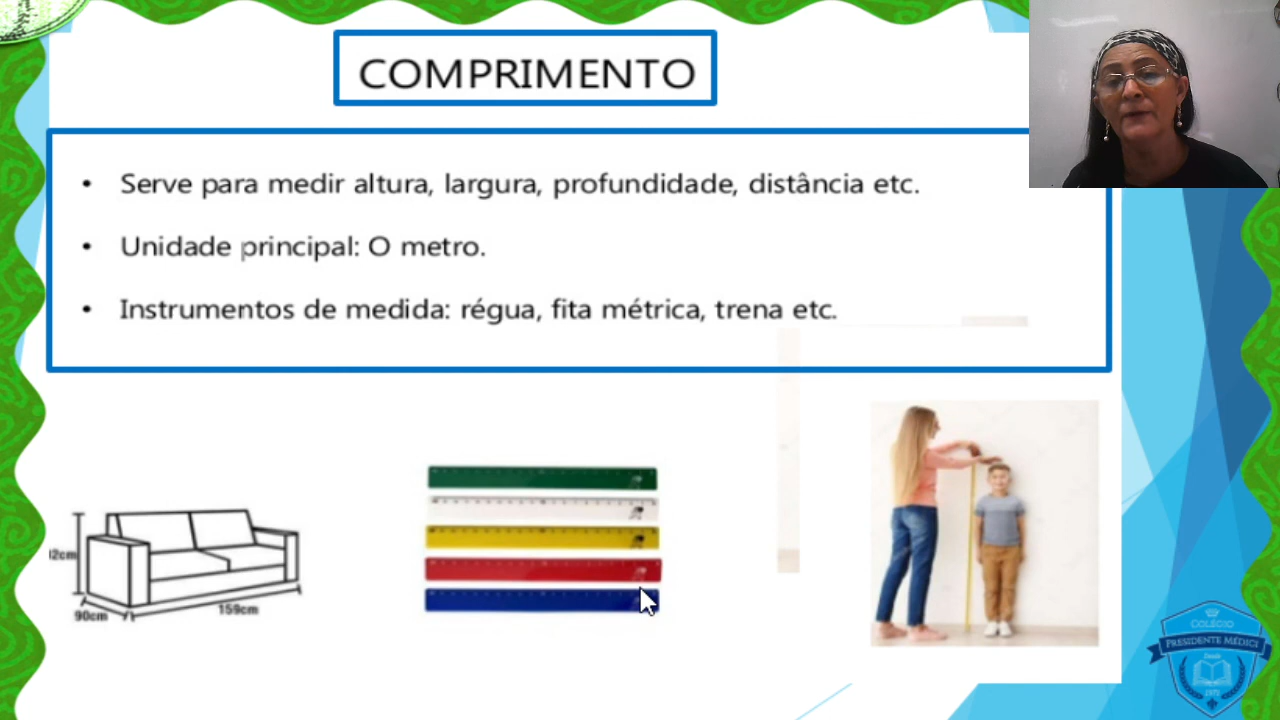 COMPRIMENTO
• Serve para medir altura, largura, profundidade, distância etc.
• Unidade principal: O metro.
• Instrumentos de medida: régua, fita métrica, trena etc.
90cm
159cm
COLÉGIO
PRESIDENTE MÉDICI